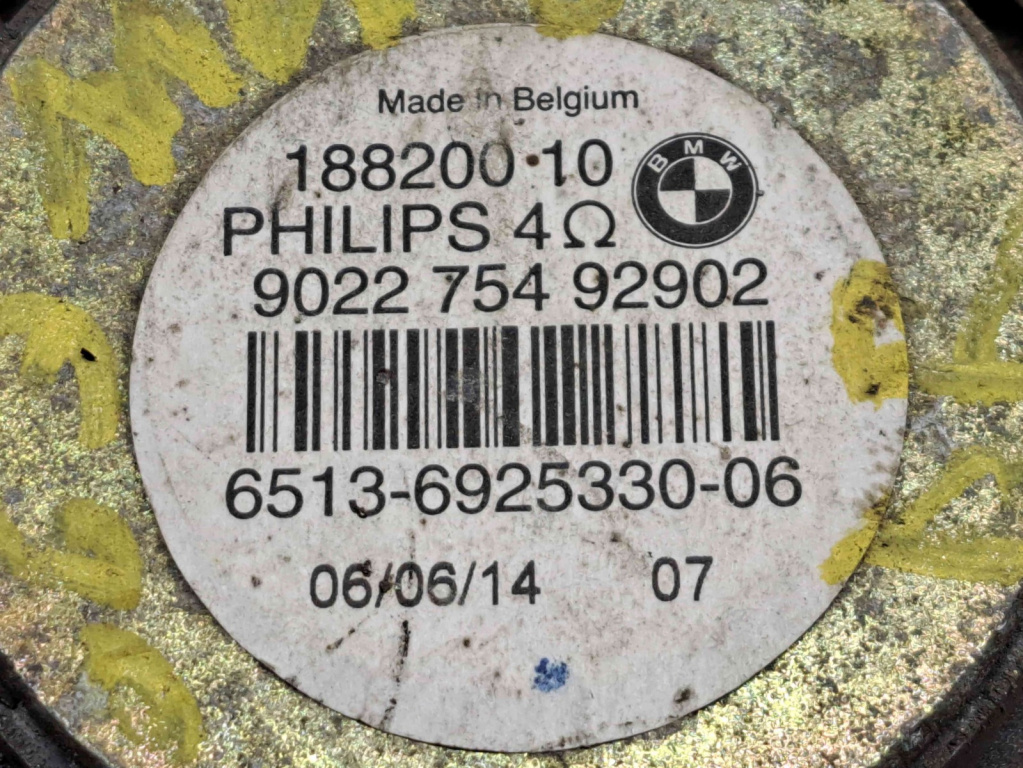 Made in Belgium
188200 10
BMW
PHILIPS 4Ω
9022 754 92902
6513-6925330-06
06/06/14 07